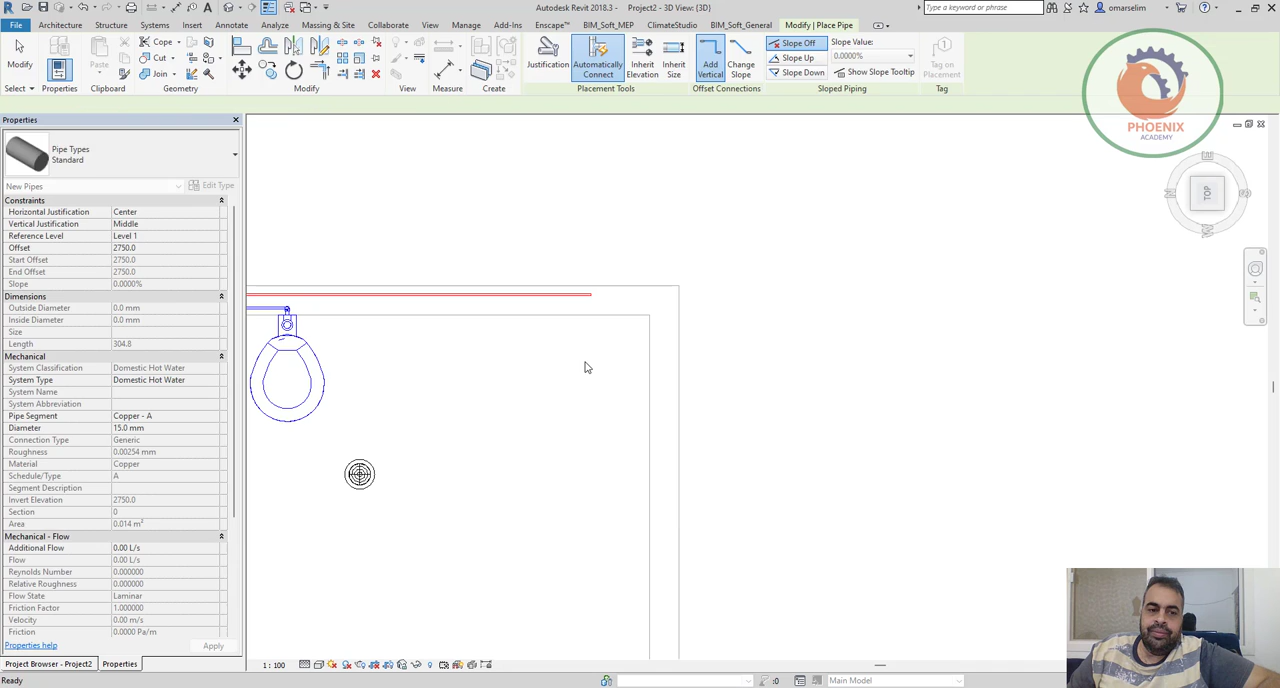 Autodesk Revit 2018.3 - Project2 - 3D View: {3D}
Type a keyword or phrase
omarselim
File Architecture Structure Systems Insert Annotate Analyze Massing & Site Collaborate View Manage Add-Ins Enscape™ BIM_Soft_MEP ClimateStudio BIM_Soft_General Modify | Place Pipe
Modify
Paste
Cope
Cut
Join
Justification
Automatically Connect
Inherit Elevation
Inherit Size
Add Vertical
Change Slope
Slope Off
Slope Up
Slope Down
Slope Value:
0.0000%
Show Slope Tooltip
Tag on Placement
Select Properties Clipboard Geometry Modify View Measure Create Placement Tools Offset Connections Sloped Piping Tag
PHOENIX
ACADEMY
TOP
Properties
Pipe Types
Standard
New Pipes Edit Type
Constraints
Horizontal Justification Center
Vertical Justification Middle
Reference Level Level 1
Offset 2750.0
Start Offset 2750.0
End Offset 2750.0
Slope 0.0000%
Dimensions
Outside Diameter 0.0 mm
Inside Diameter 0.0 mm
Size
Length 304.8
Mechanical
System Classification Domestic Hot Water
System Type Domestic Hot Water
System Name
System Abbreviation
Pipe Segment Copper - A
Diameter 15.0 mm
Connection Type Generic
Roughness 0.00254 mm
Material Copper
Schedule/Type A
Segment Description
Invert Elevation 2750.0
Section 0
Area 0.014 m²
Mechanical - Flow
Additional Flow 0.00 L/s
Flow 0.00 L/s
Reynolds Number 0.000000
Relative Roughness 0.000000
Flow State Laminar
Friction Factor 1.000000
Velocity 0.00 m/s
Friction 0.0000 Pa/m
Properties help Apply
Project Browser - Project2 Properties
1 : 100
Ready
:0
Main Model